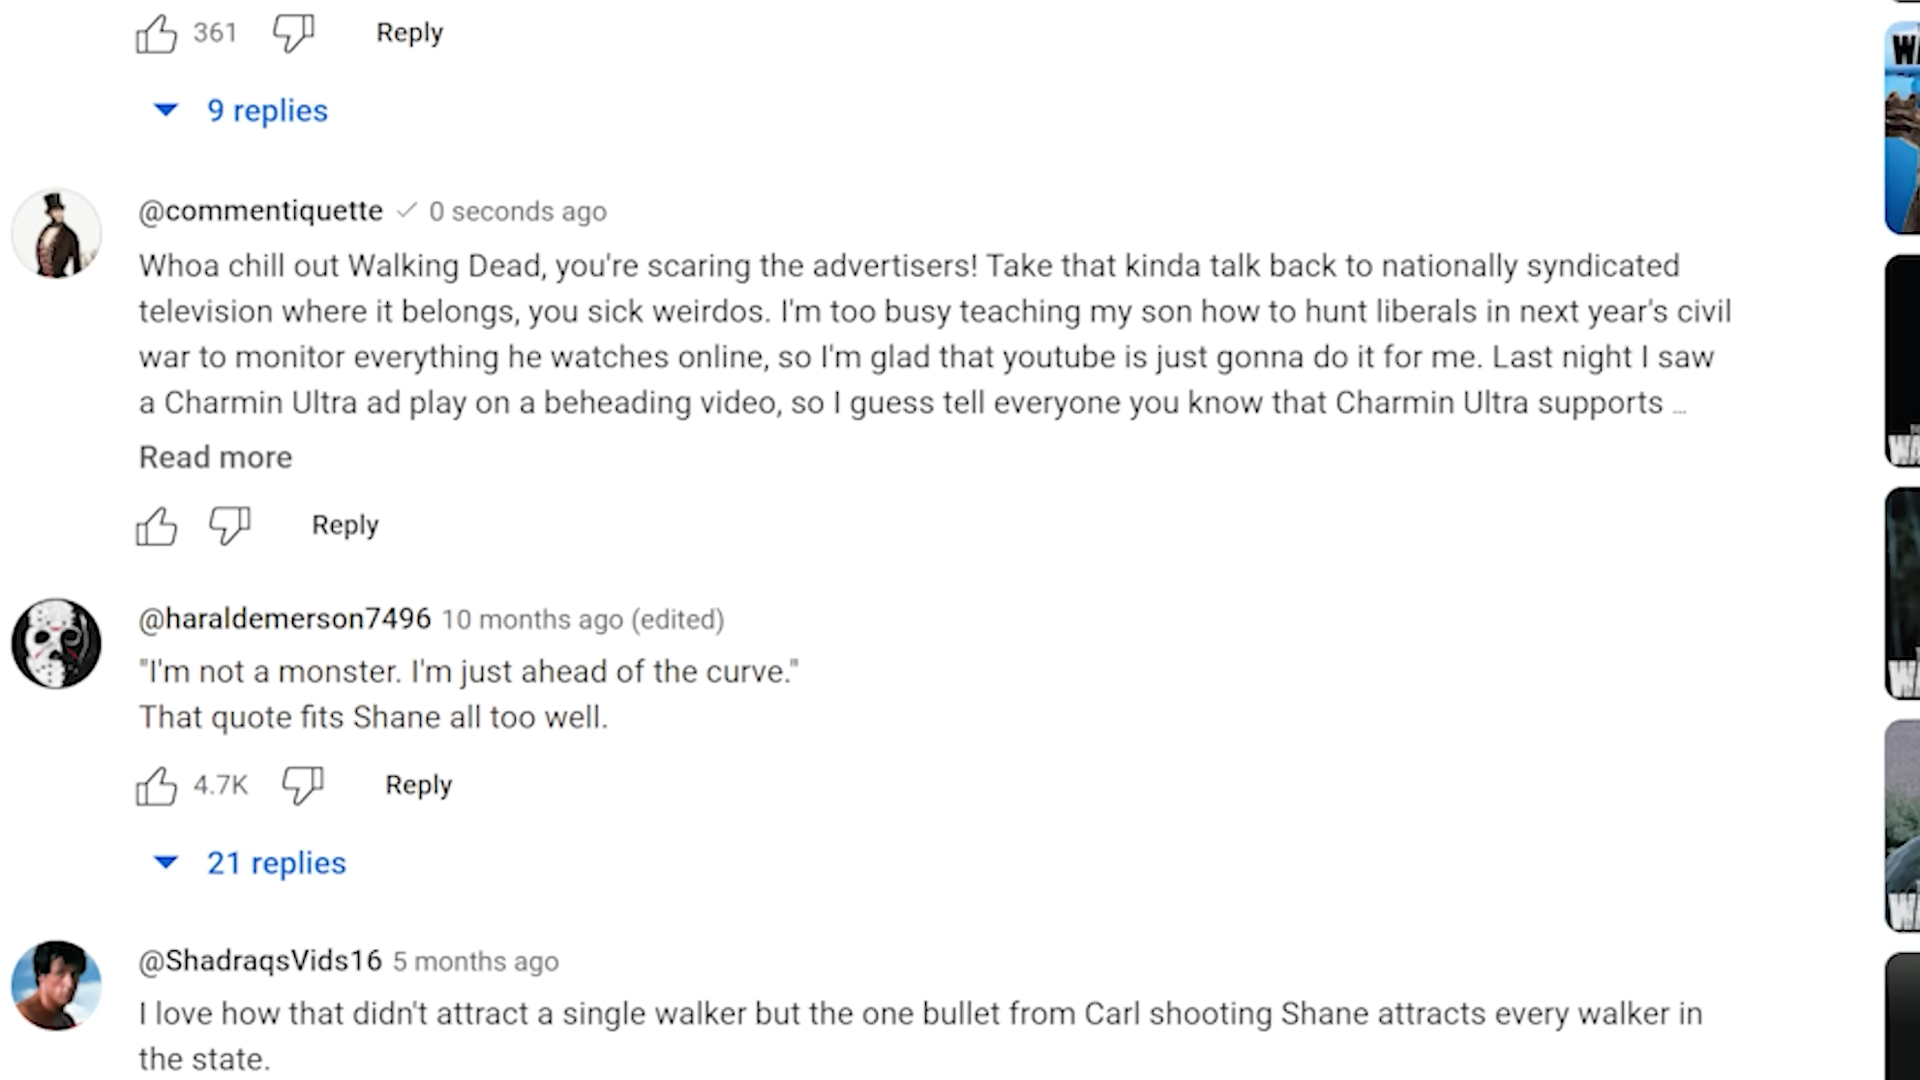 361 Reply
9 replies
@commentiquette 0 seconds ago
Whoa chill out Walking Dead, you're scaring the advertisers! Take that kinda talk back to nationally syndicated
television where it belongs, you sick weirdos. I'm too busy teaching my son how to hunt liberals in next year's civil
war to monitor everything he watches online, so I'm glad that youtube is just gonna do it for me. Last night I saw
a Charmin Ultra ad play on a beheading video, so I guess tell everyone you know that Charmin Ultra supports ...
Read more
Reply
@haraldemerson7496 10 months ago (edited)
"I'm not a monster. I'm just ahead of the curve."
That quote fits Shane all too well.
4.7K Reply
21 replies
@ShadraqsVids16 5 months ago
I love how that didn't attract a single walker but the one bullet from Carl shooting Shane attracts every walker in
the state.